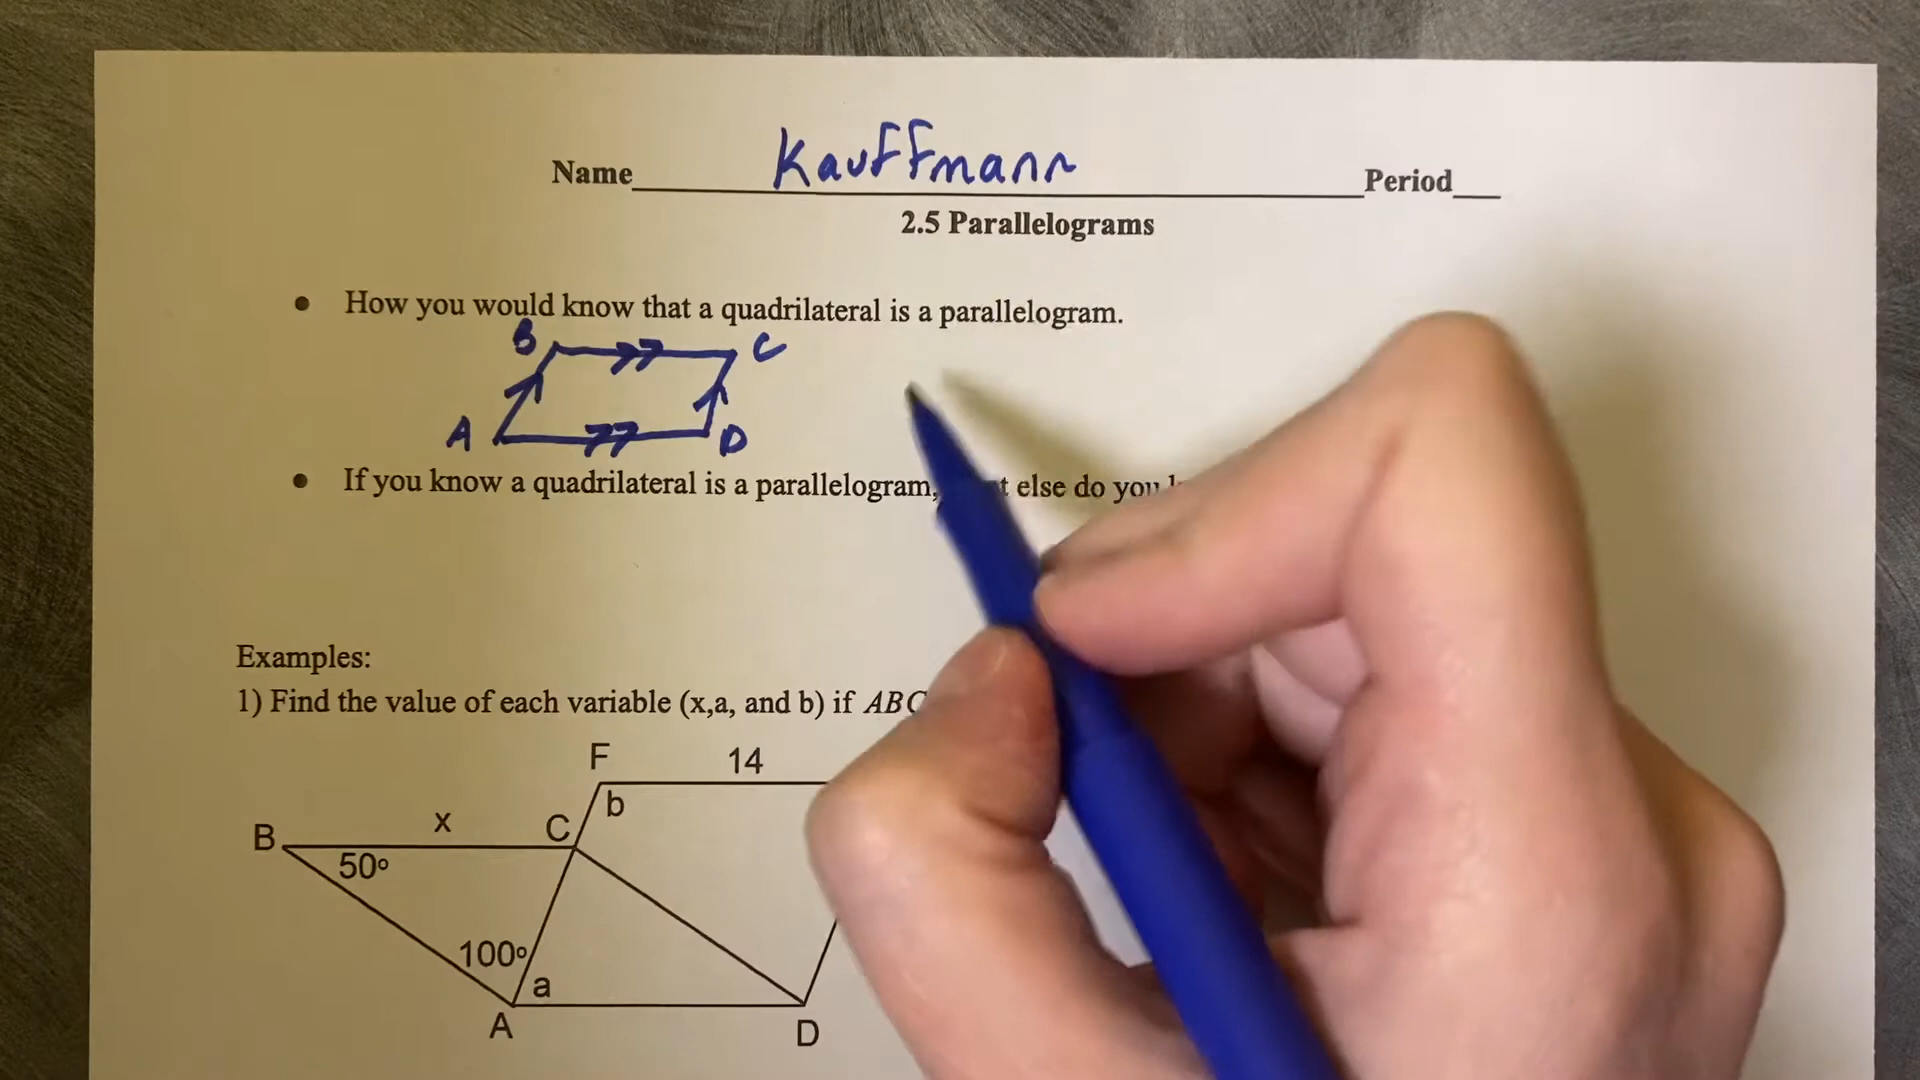 Name Kauffmann Period
2.5 Parallelograms
How you would know that a quadrilateral is a parallelogram.
B C
A D
If you know a quadrilateral is a parallelogram, else do you
Examples:
1) Find the value of each variable (x,a, and b) if ABC
F 14
b
B x C
50°
100°
a
A D